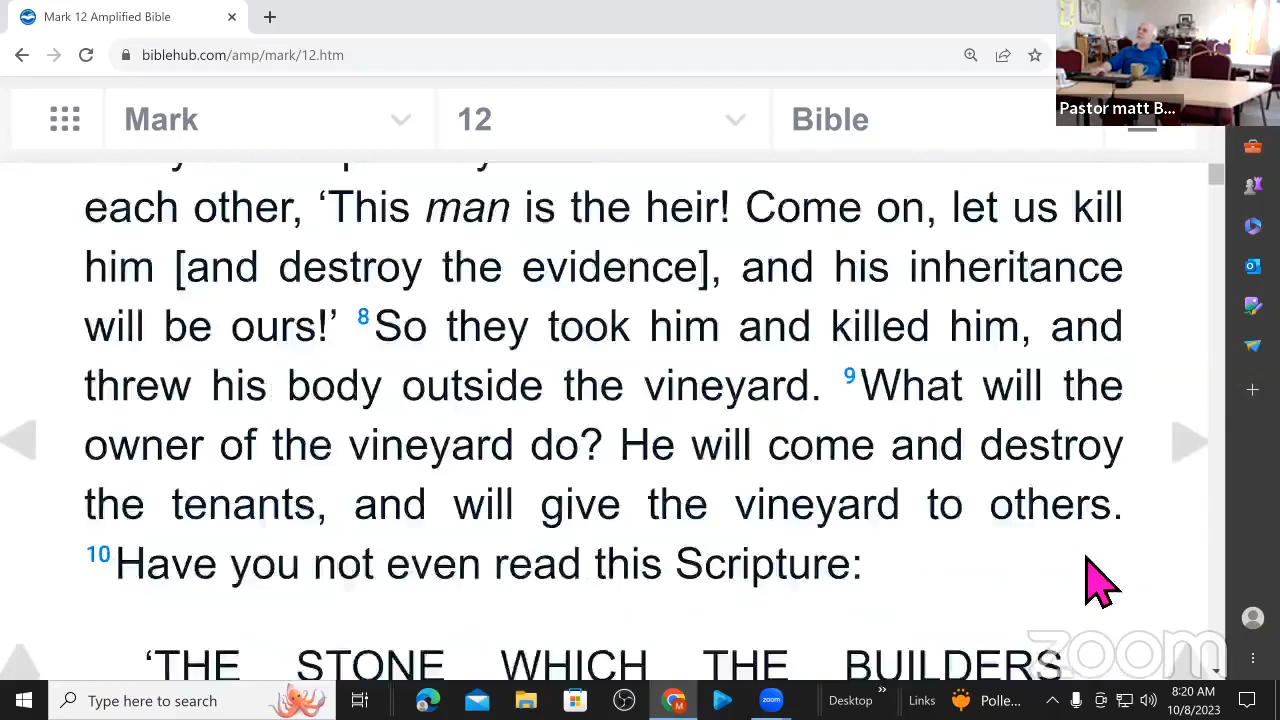 Mark 12 Amplified Bible
biblehub.com/amp/mark/12.htm
Pastor matt B...
Mark 12 Bible
each other, ‘This man is the heir! Come on, let us kill
him [and destroy the evidence], and his inheritance
will be ours!’ 8So they took him and killed him, and
threw his body outside the vineyard. 9What will the
owner of the vineyard do? He will come and destroy
the tenants, and will give the vineyard to others.
10Have you not even read this Scripture:
‘THE STONE WHICH THE BUILDERS
zoom
Type here to search
zoom
Desktop
Links
Polle...
8:20 AM
10/8/2023